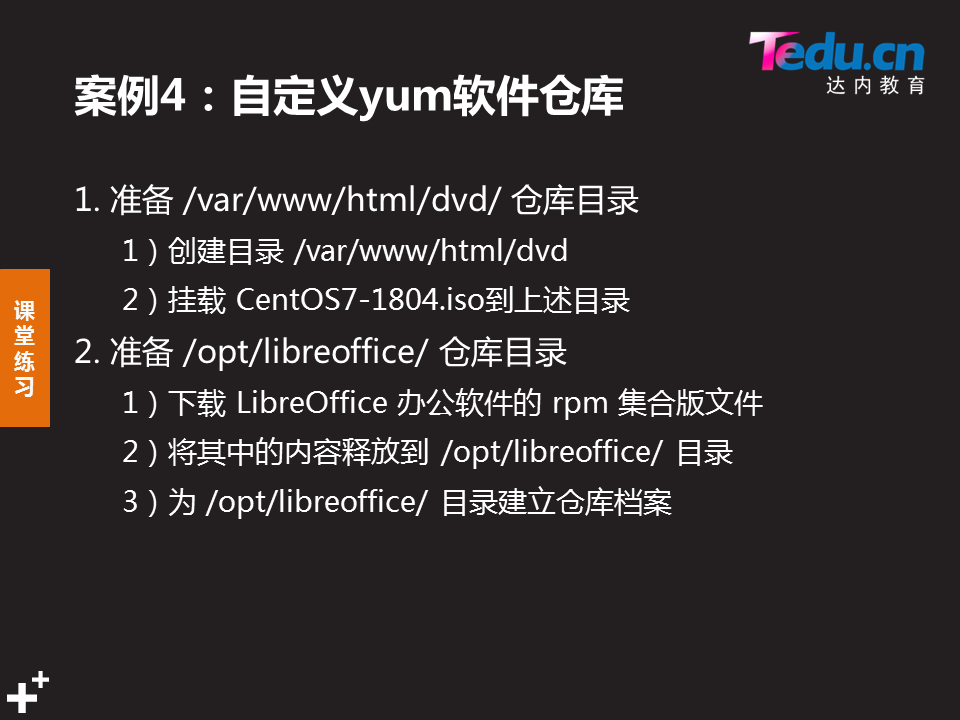 Tedu.cn
达内教育
案例4：自定义yum软件仓库
1. 准备 /var/www/html/dvd/ 仓库目录
1）创建目录 /var/www/html/dvd
2）挂载 CentOS7-1804.iso到上述目录
2. 准备 /opt/libreoffice/ 仓库目录
1）下载 LibreOffice 办公软件的 rpm 集合版文件
2）将其中的内容释放到 /opt/libreoffice/ 目录
3）为 /opt/libreoffice/ 目录建立仓库档案
课堂练习